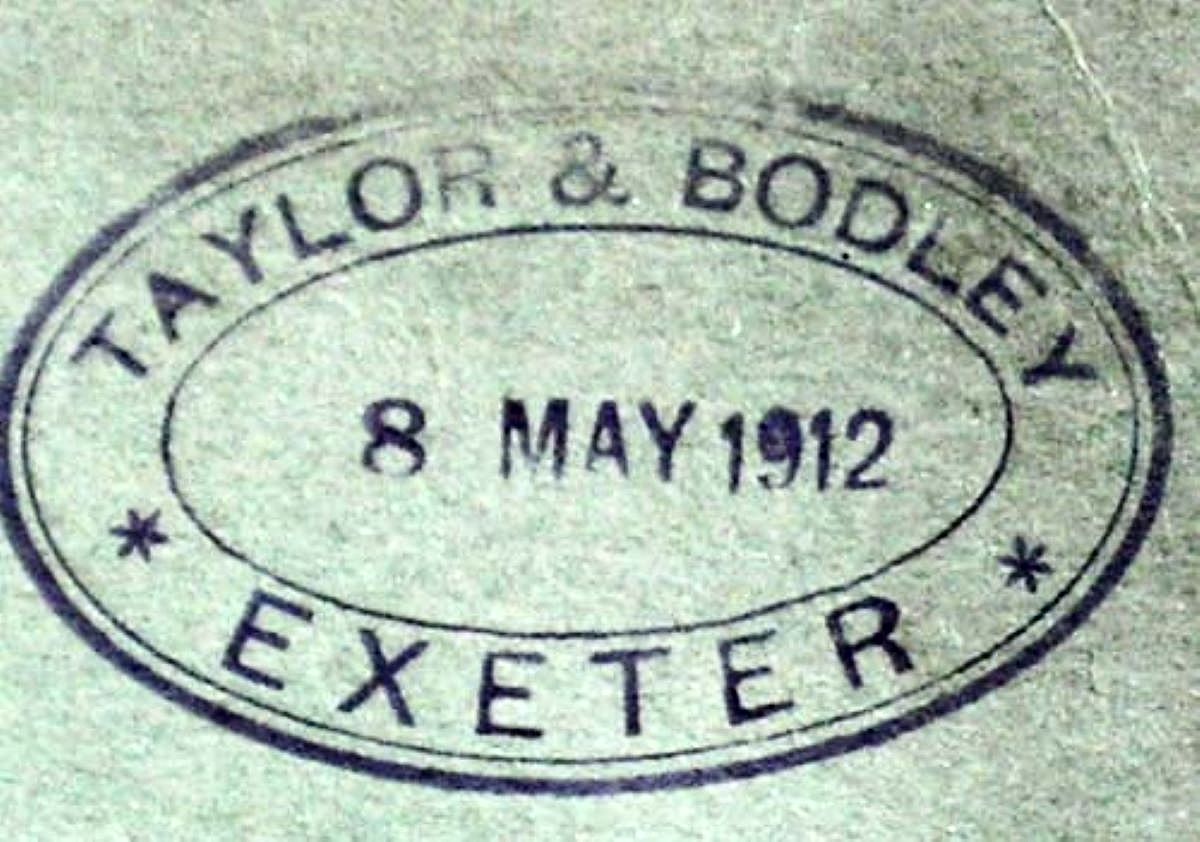 TAYLOR & BODLEY
8 MAY 1912
* EXETER *